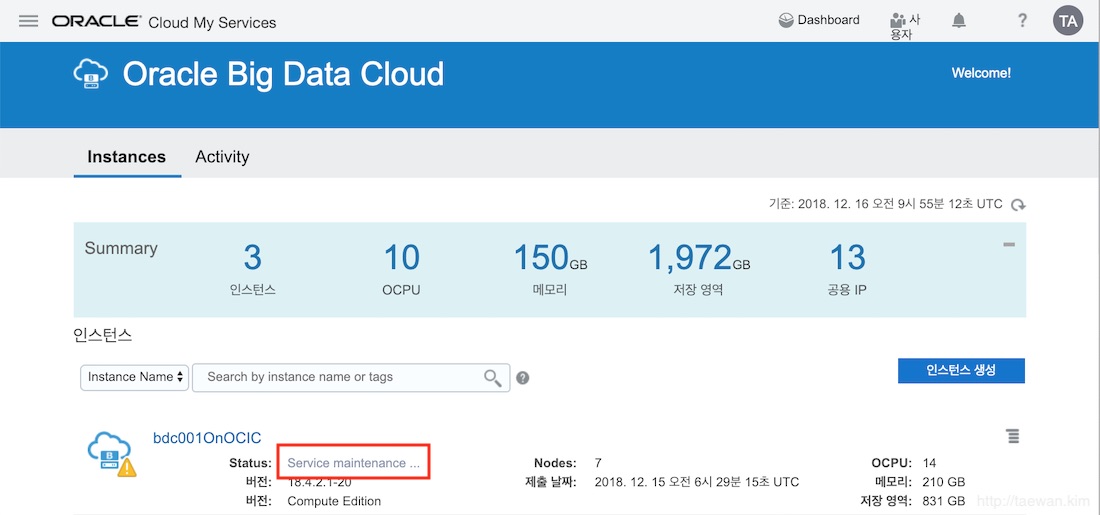 ORACLE Cloud My Services
Dashboard
사
용자
?
TA
Oracle Big Data Cloud
Welcome!
Instances
Activity
기준: 2018. 12. 16 오전 9시 55분 12초 UTC
Summary
3
10
150GB
1,972GB
13
인스턴스
OCPU
메모리
저장 영역
공용 IP
인스턴스
Instance Name
Search by instance name or tags
?
인스턴스 생성
B
bdc001OnOCIC
Status: Service maintenance ...
Nodes: 7
OCPU: 14
버전: 18.4.2.1-20
제출 날짜: 2018. 12. 15 오전 6시 29분 15초 UTC
메모리: 210 GB
버전: Compute Edition
저장 영역: 831 GB
http://taewan.kim